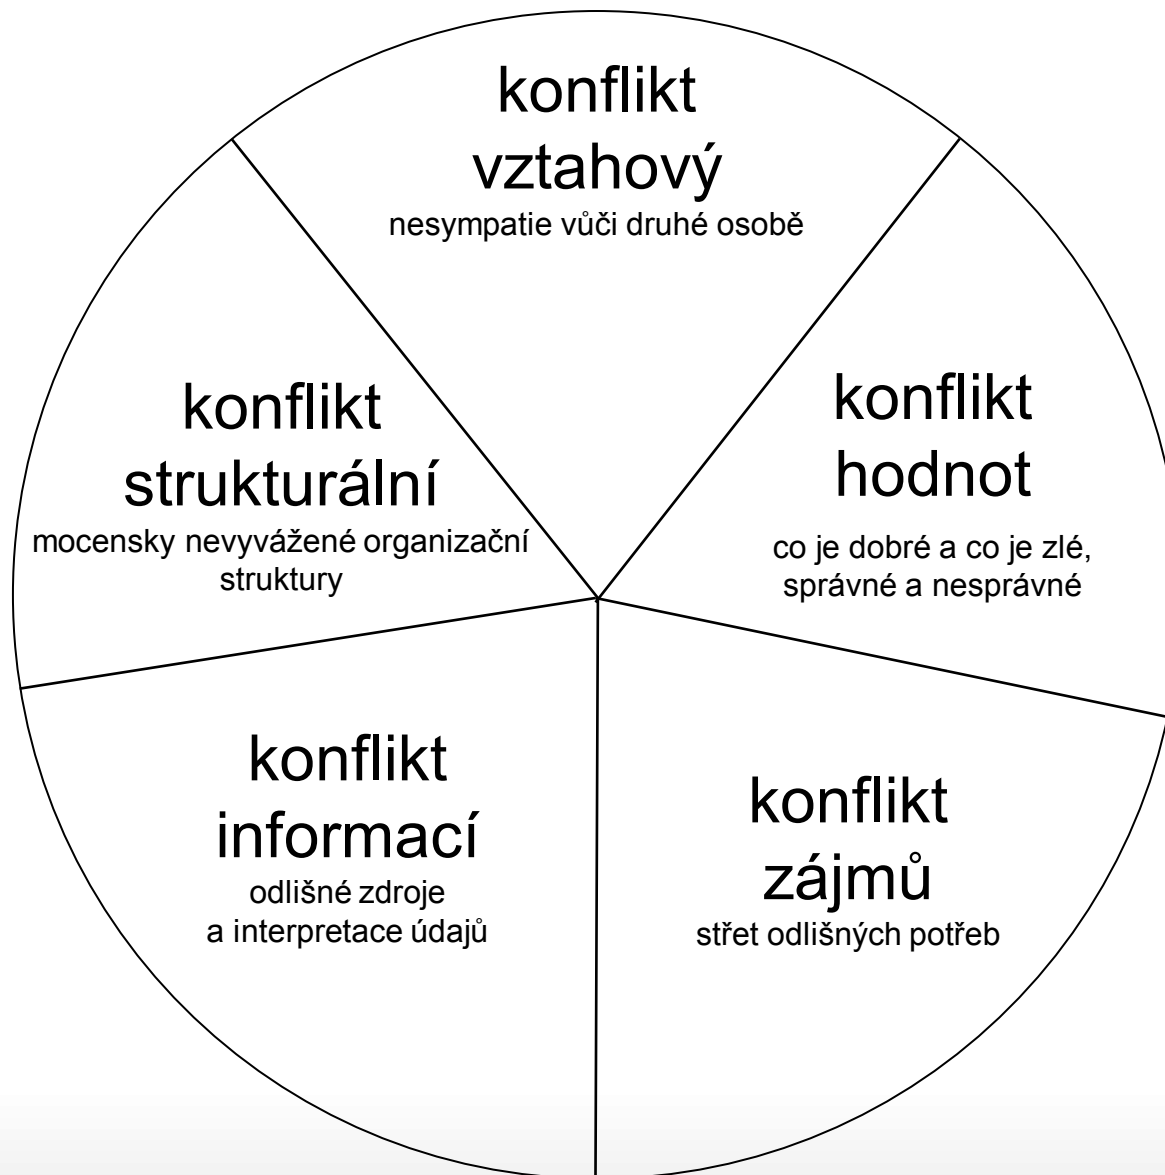 konflikt
vztahový
nesympatie vůči druhé osobě
konflikt
hodnot
co je dobré a co je zlé,
správné a nesprávné
konflikt
strukturální
mocensky nevyvážené organizační
struktury
konflikt
informací
odlišné zdroje
a interpretace údajů
konflikt
zájmů
střet odlišných potřeb